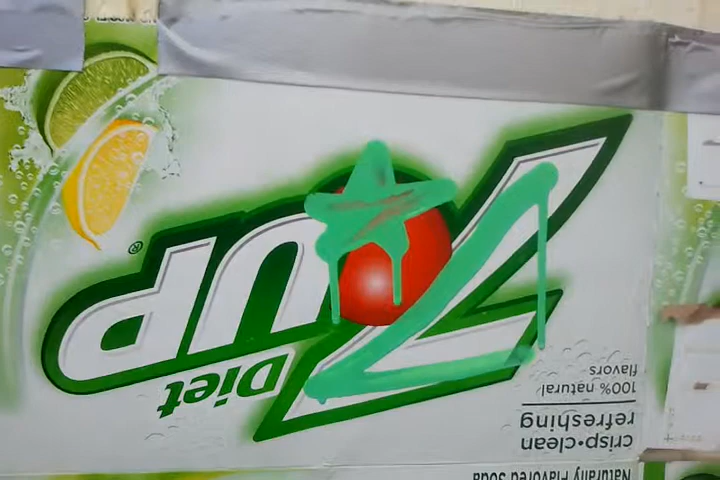 Naturally Flavored Soda
crisp•clean
refreshing
100% natural
flavors
Diet
7UP®